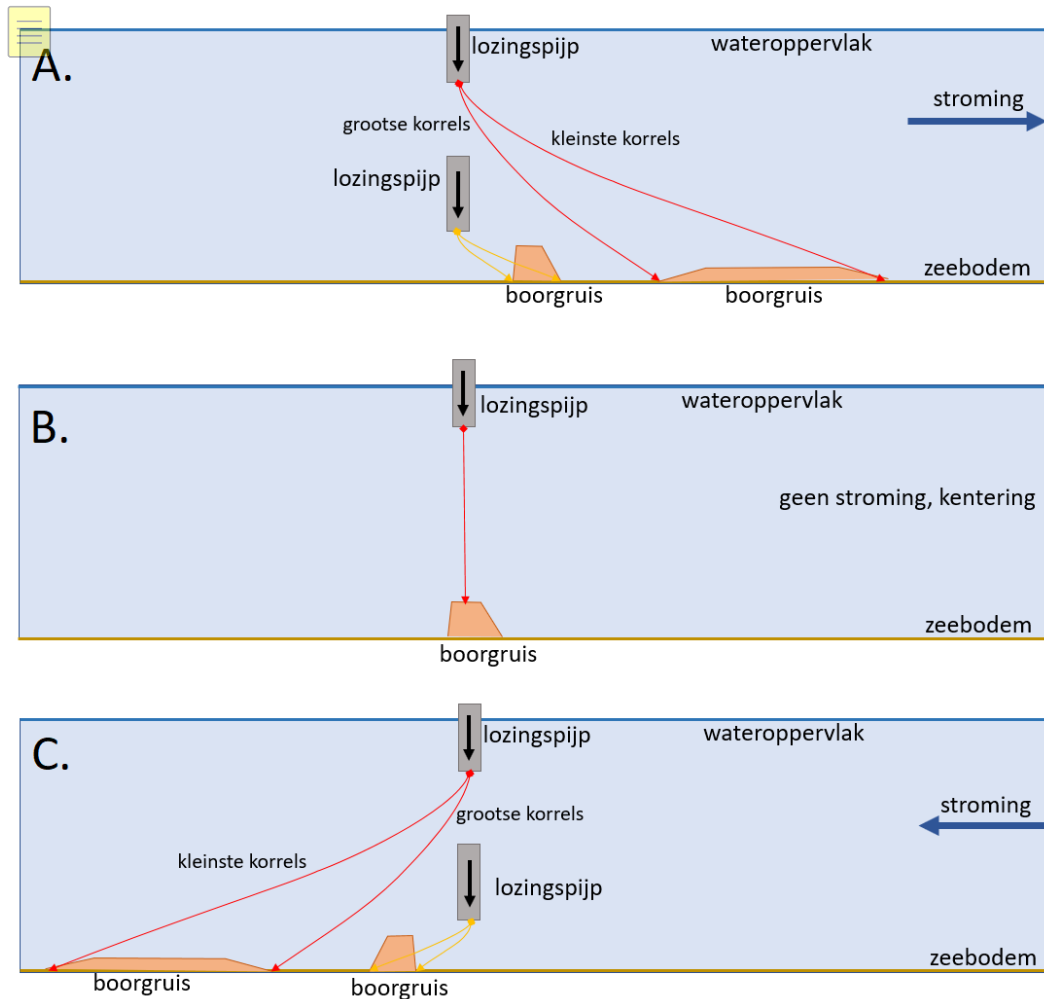 A.
lozingspijp
wateroppervlak
stroming
grootse korrels
kleinste korrels
lozingspijp
zeebodem
boorgruis
boorgruis
B.
lozingspijp
wateroppervlak
geen stroming, kentering
zeebodem
boorgruis
C.
lozingspijp
wateroppervlak
stroming
grootse korrels
kleinste korrels
lozingspijp
zeebodem
boorgruis
boorgruis